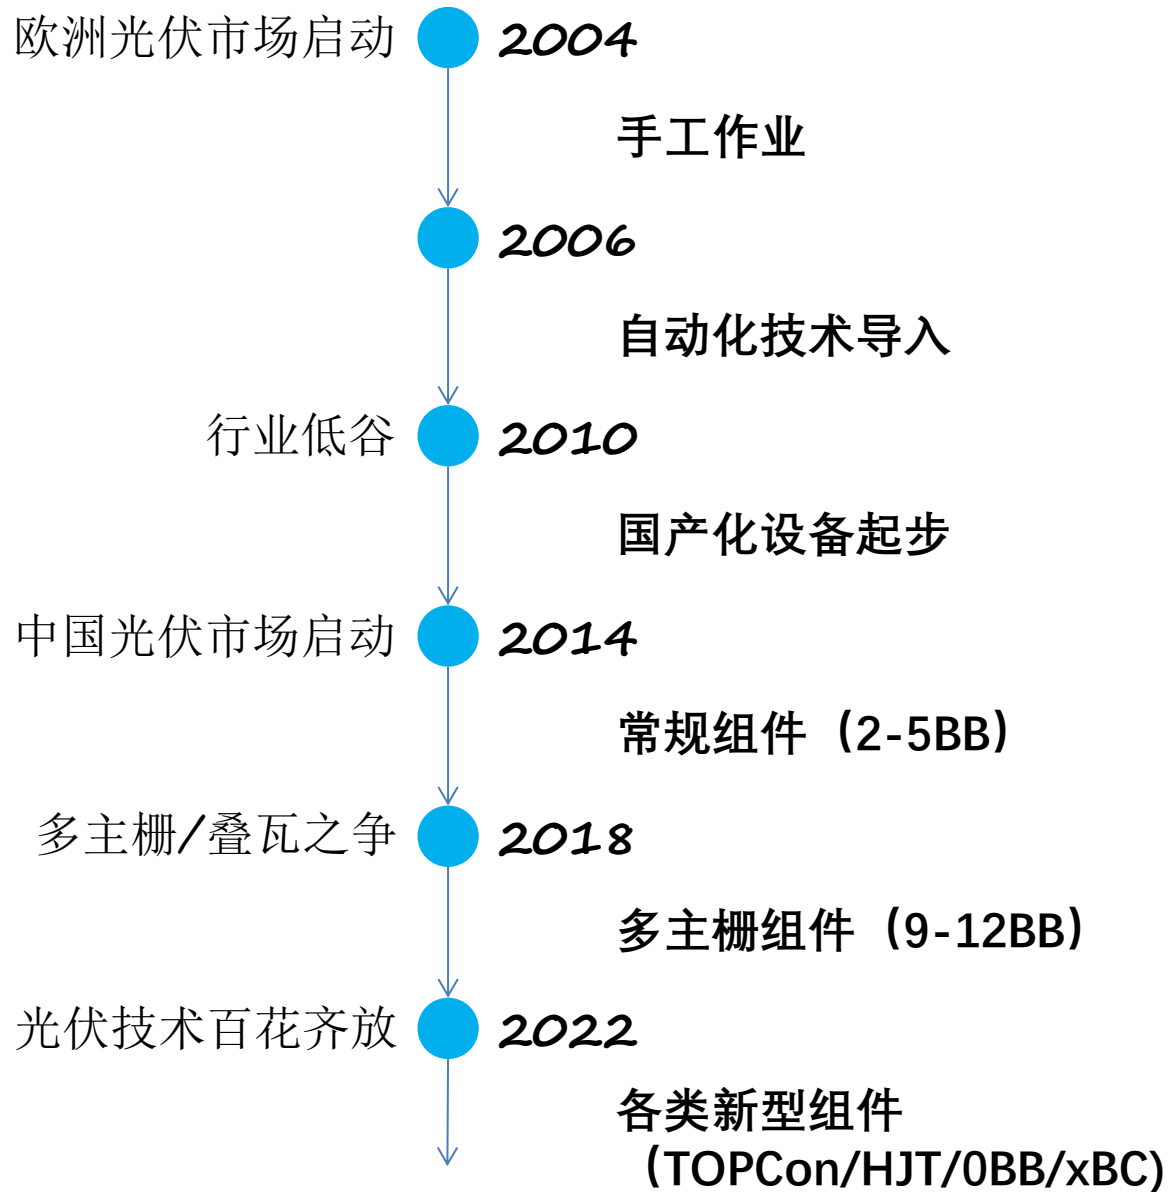 欧洲光伏市场启动 2004
手工作业
2006
自动化技术导入
行业低谷 2010
国产化设备起步
中国光伏市场启动 2014
常规组件（2-5BB）
多主栅/叠瓦之争 2018
多主栅组件（9-12BB）
光伏技术百花齐放 2022
各类新型组件
（TOPCon/HJT/0BB/xBC)